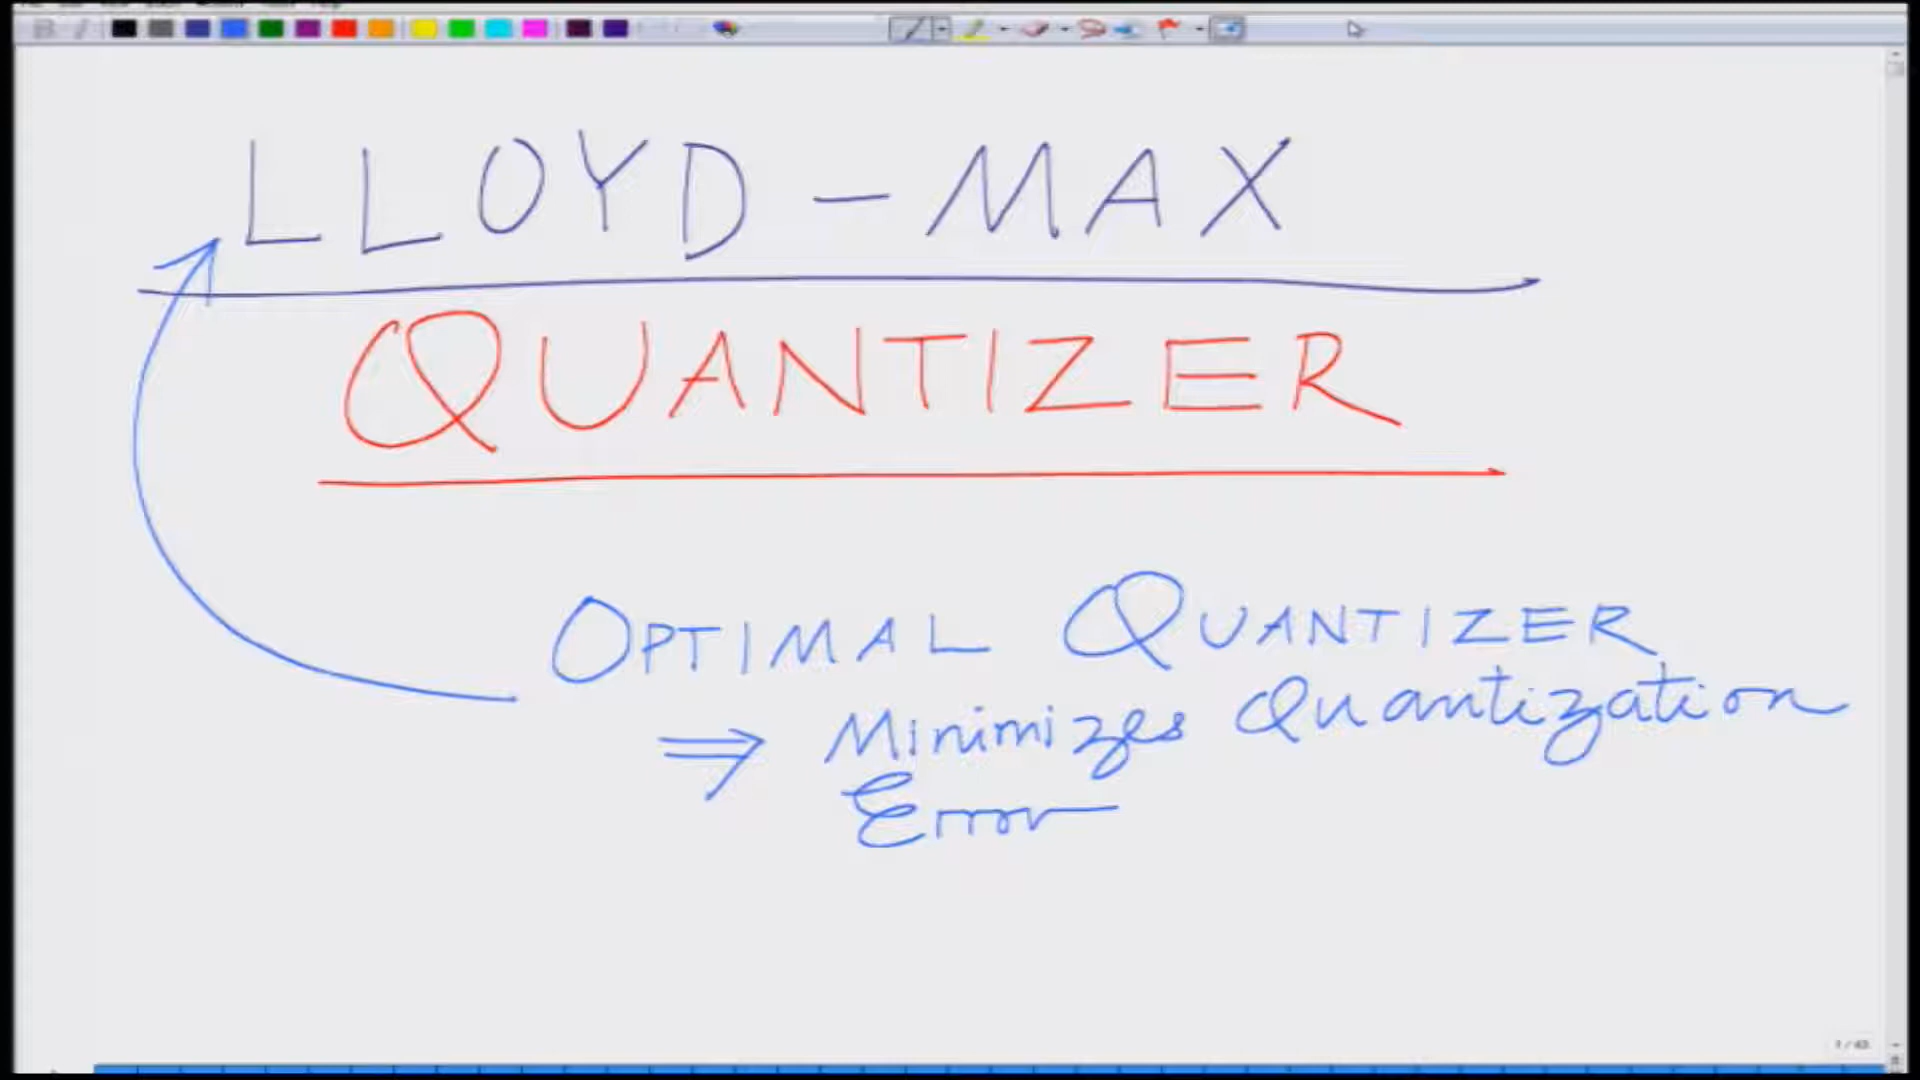 LLOYD - MAX
QUANTIZER
OPTIMAL QUANTIZER
⇒ Minimizes Quantization
Error